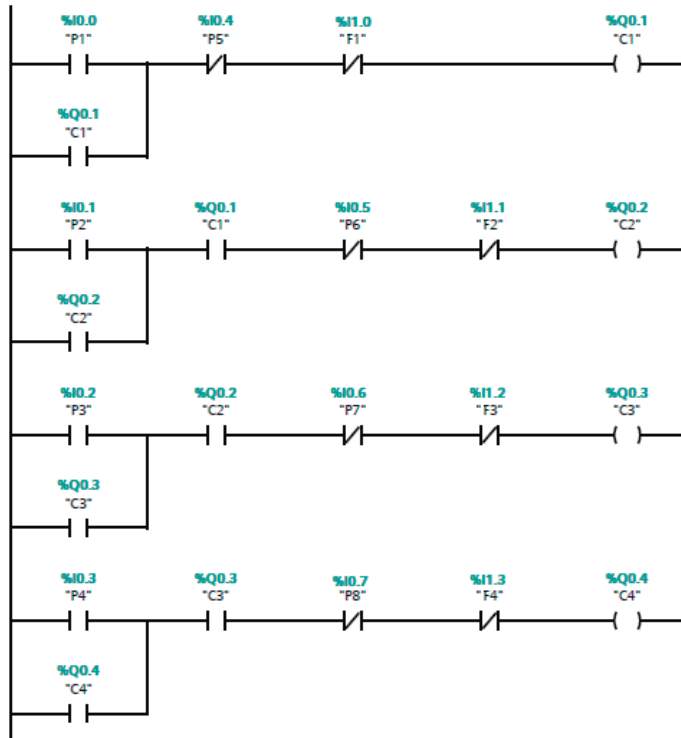 %I0.0 %I0.4 %I1.0 %Q0.1
"P1" "P5" "F1" "C1"
%Q0.1
"C1"
%I0.1 %Q0.1 %I0.5 %I1.1 %Q0.2
"P2" "C1" "P6" "F2" "C2"
%Q0.2
"C2"
%I0.2 %Q0.2 %I0.6 %I1.2 %Q0.3
"P3" "C2" "P7" "F3" "C3"
%Q0.3
"C3"
%I0.3 %Q0.3 %I0.7 %I1.3 %Q0.4
"P4" "C3" "P8" "F4" "C4"
%Q0.4
"C4"